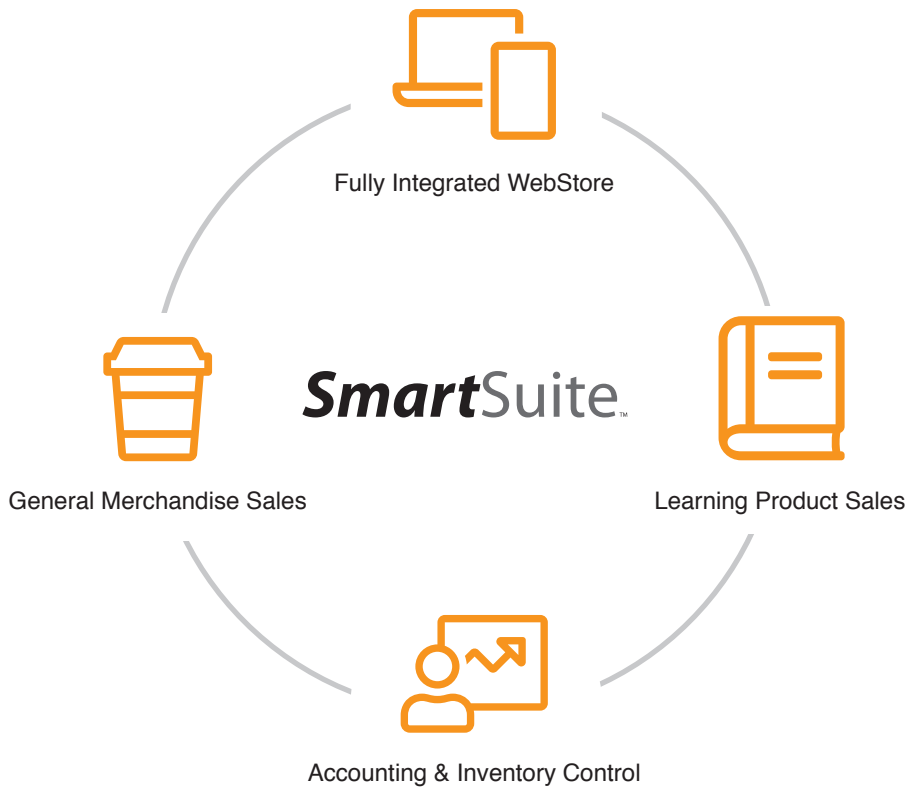 Fully Integrated WebStore
SmartSuite™
General Merchandise Sales
Learning Product Sales
Accounting & Inventory Control